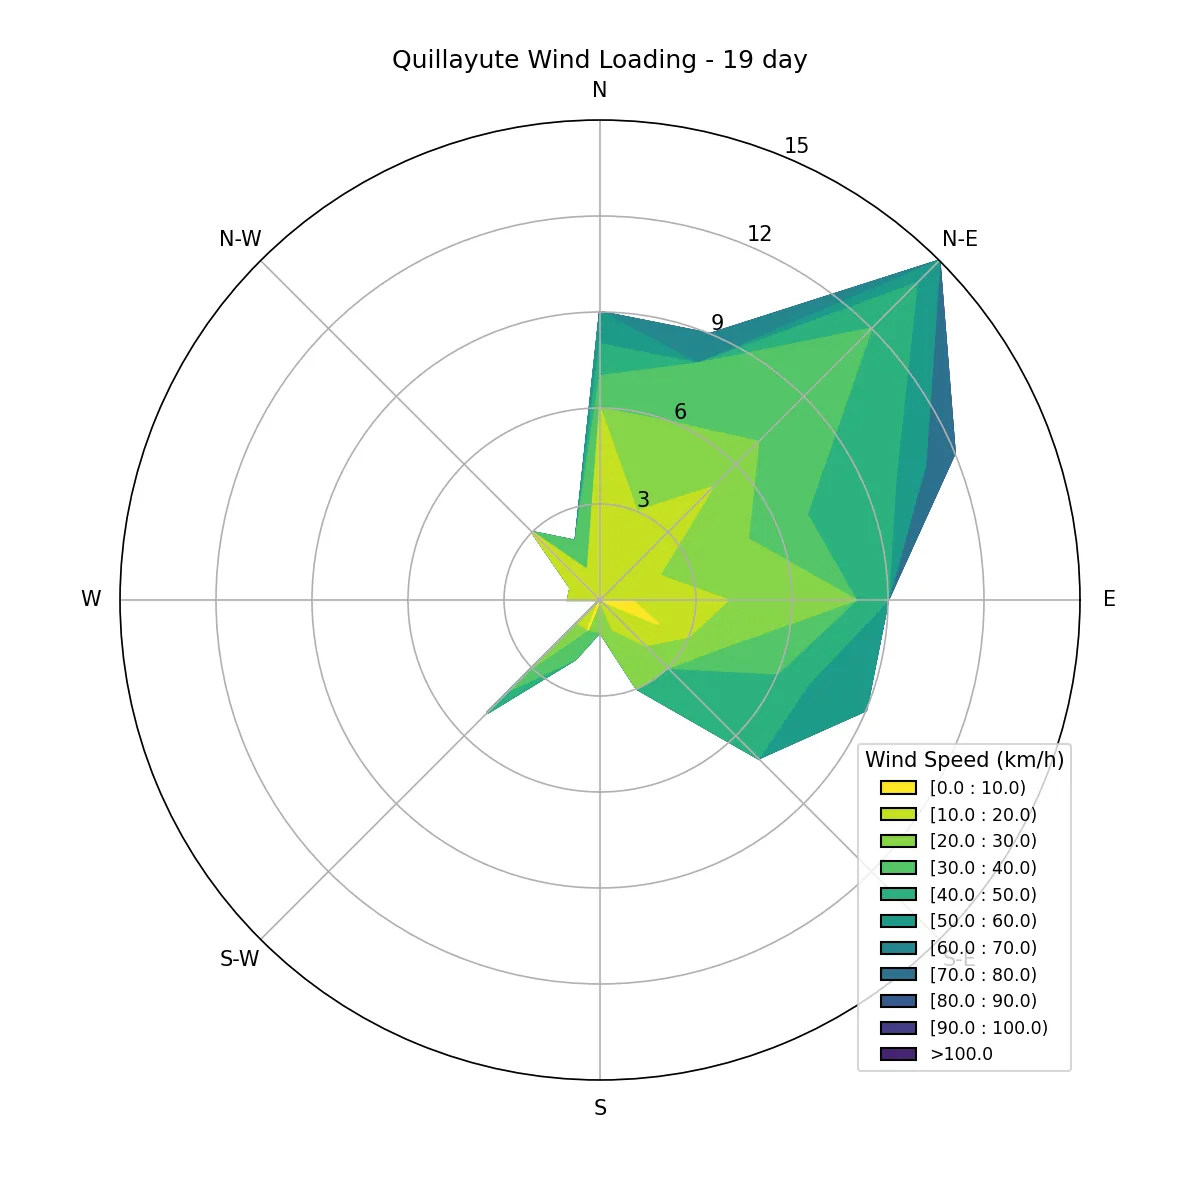 Quillayute Wind Loading - 19 day
N
15
12
N-W
N-E
9
6
3
W
E
Wind Speed (km/h)
[0.0 : 10.0)
[10.0 : 20.0)
[20.0 : 30.0)
[30.0 : 40.0)
[40.0 : 50.0)
[50.0 : 60.0)
[60.0 : 70.0)
S-W
S-E
[70.0 : 80.0)
[80.0 : 90.0)
[90.0 : 100.0)
>100.0
S